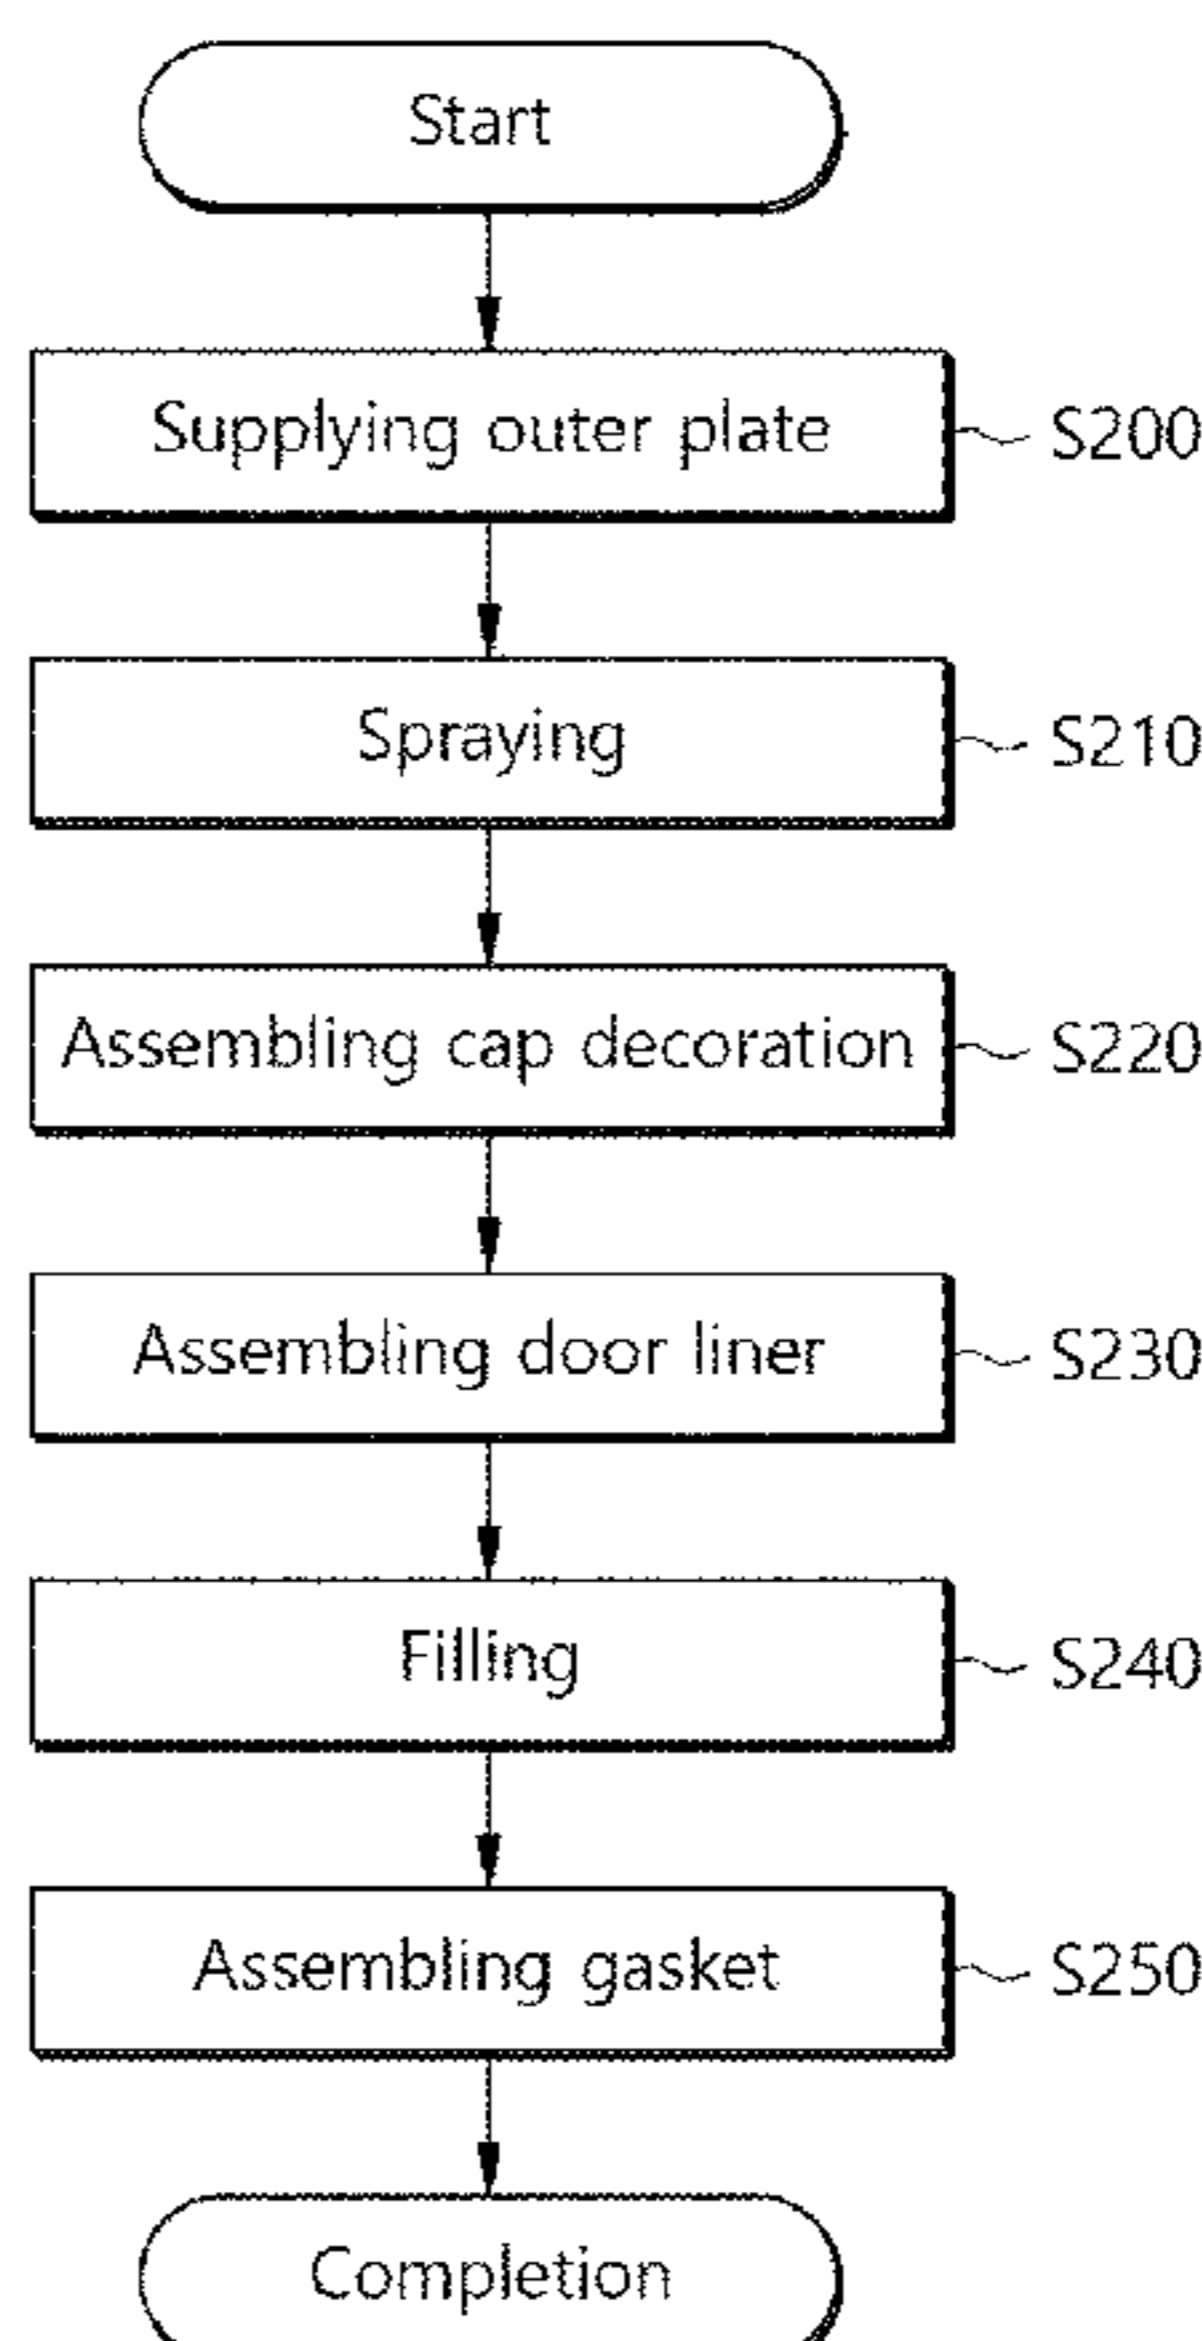 Start
Supplying outer plate
S200
Spraying
S210
Assembling cap decoration
S220
Assembling door liner
S230
Filling
S240
Assembling gasket
S250
Completion